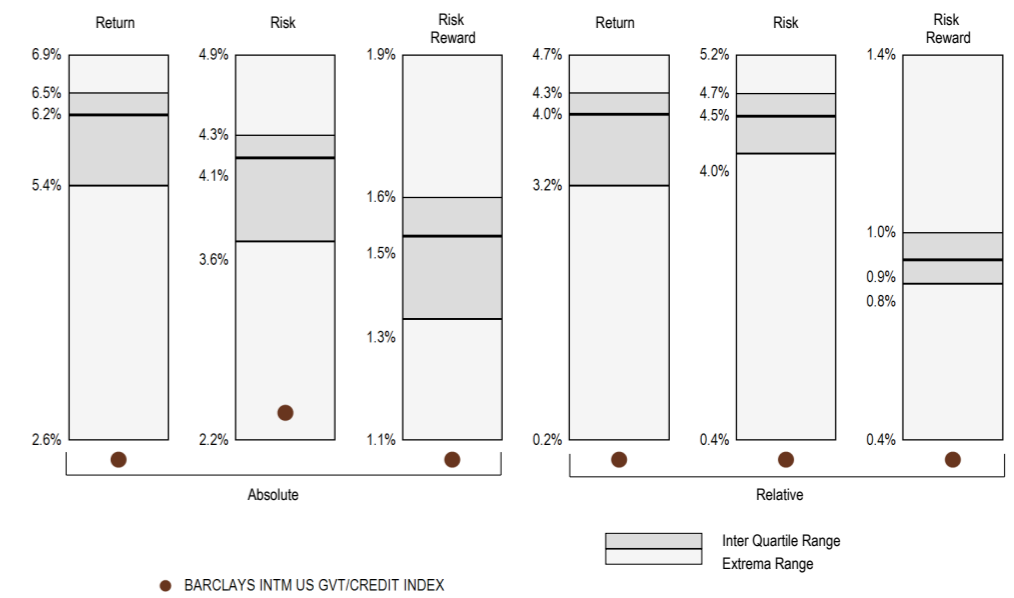 Return
Risk
Risk
Reward
Return
Risk
Risk
Reward
6.9%
6.5%
6.2%
5.4%
2.6%
4.9%
4.3%
4.1%
3.6%
2.2%
1.9%
1.6%
1.5%
1.3%
1.1%
4.7%
4.3%
4.0%
3.2%
0.2%
5.2%
4.7%
4.5%
4.0%
0.4%
1.4%
1.0%
0.9%
0.8%
0.4%
Absolute
Relative
Inter Quartile Range
Extrema Range
BARCLAYS INTM US GVT/CREDIT INDEX